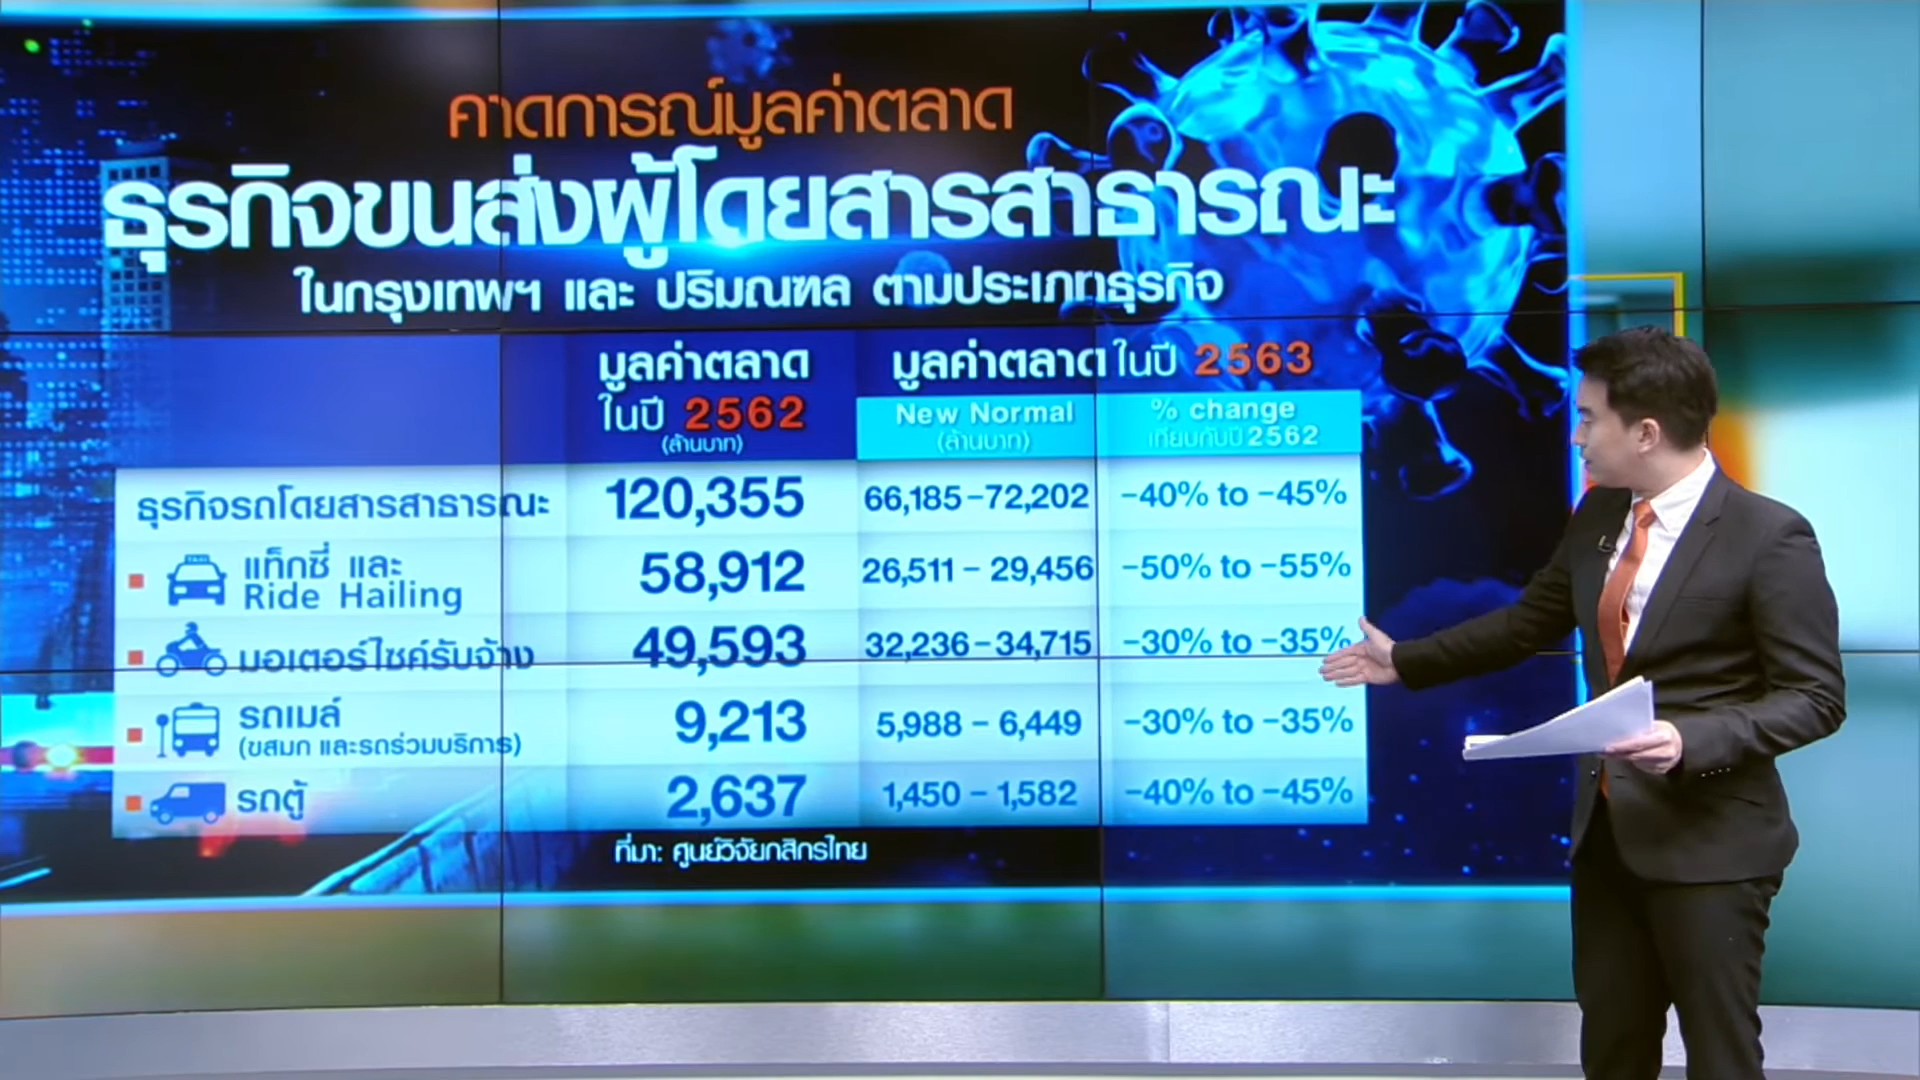 คาดการณ์มูลค่าตลาด
ธุรกิจขนส่งผู้โดยสารสาธารณะ
ในกรุงเทพฯ และ ปริมณฑล ตามประเภทธุรกิจ
มูลค่าตลาด
ในปี 2562
(ล้านบาท)
มูลค่าตลาดในปี 2563
New Normal
(ล้านบาท)
% change
เทียบกับปี 2562
ธุรกิจรถโดยสารสาธารณะ 120,355 66,185-72,202 -40% to -45%
TAXI
แท็กซี่ และ
Ride Hailing 58,912 26,511 - 29,456 -50% to -55%
มอเตอร์ไซค์รับจ้าง 49,593 32,236-34,715 -30% to -35%
รถเมล์
(ขสมก และรถร่วมบริการ) 9,213 5,988 - 6,449 -30% to -35%
รถตู้ 2,637 1,450 - 1,582 -40% to -45%
ที่มา: ศูนย์วิจัยกสิกรไทย